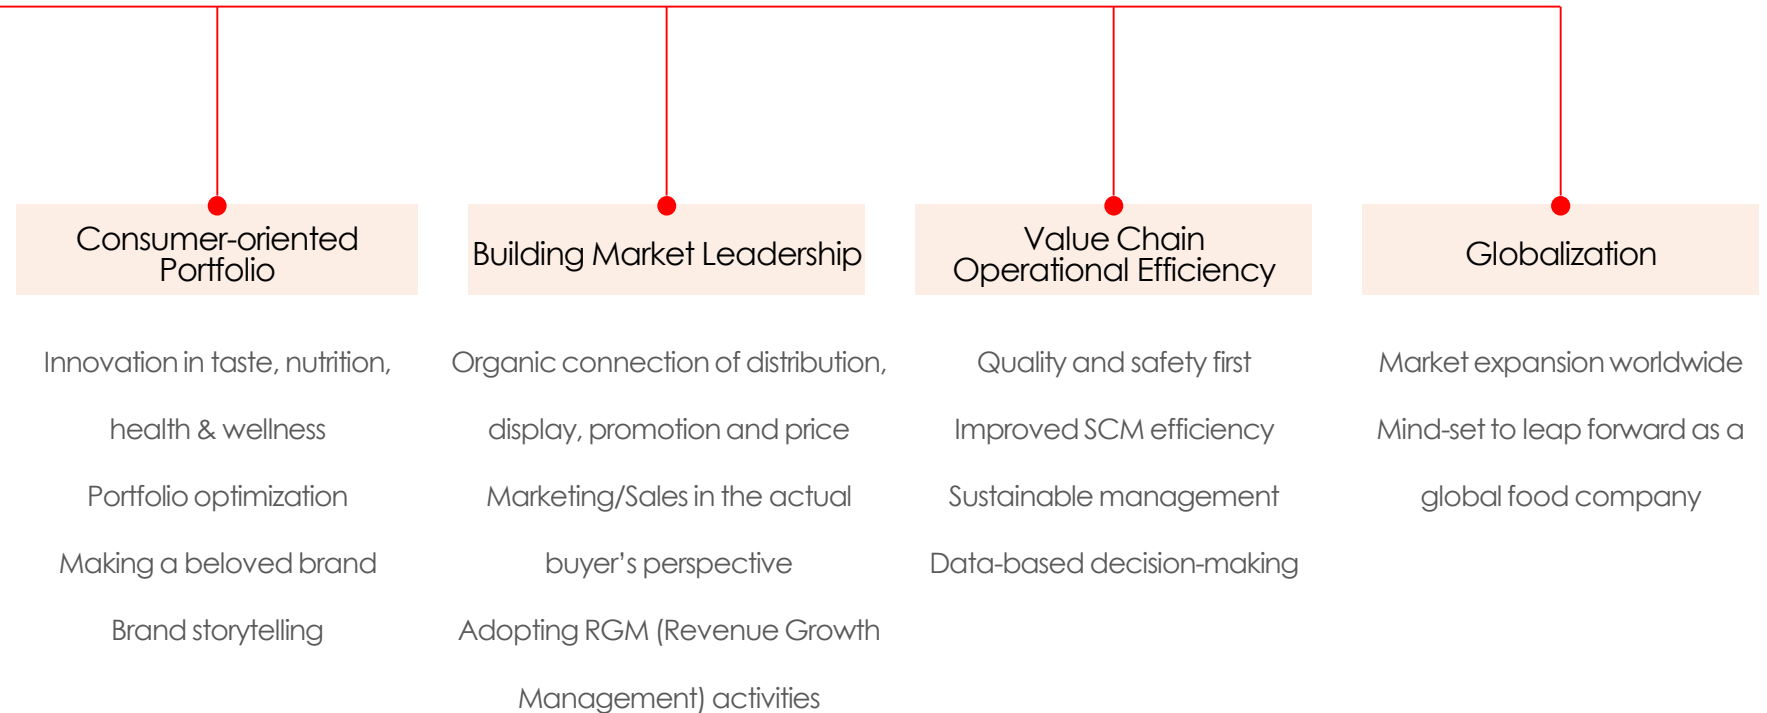 Consumer-oriented
Portfolio
Innovation in taste, nutrition,
health & wellness
Portfolio optimization
Making a beloved brand
Brand storytelling
Building Market Leadership
Organic connection of distribution,
display, promotion and price
Marketing/Sales in the actual
buyer’s perspective
Adopting RGM (Revenue Growth
Management) activities
Value Chain
Operational Efficiency
Quality and safety first
Improved SCM efficiency
Sustainable management
Data-based decision-making
Globalization
Market expansion worldwide
Mind-set to leap forward as a
global food company